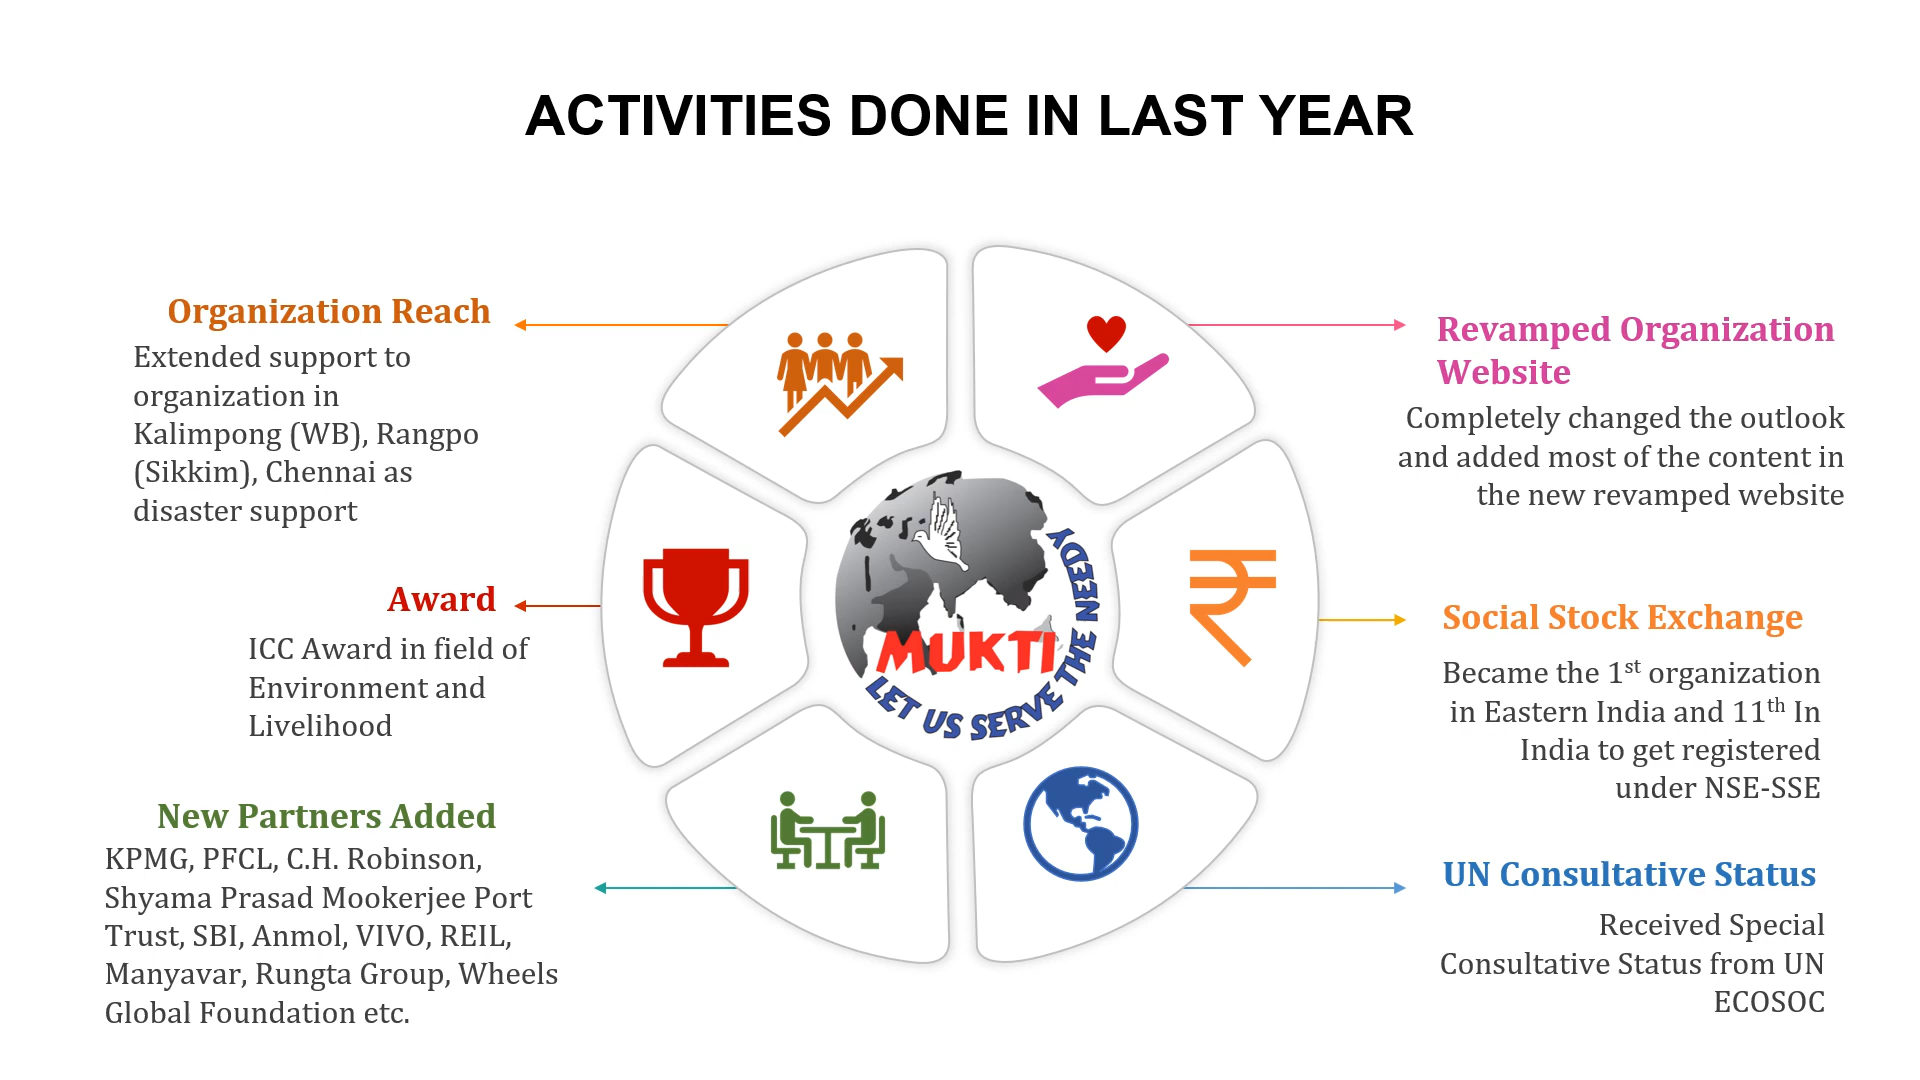 ACTIVITIES DONE IN LAST YEAR
Organization Reach
Extended support to
organization in
Kalimpong (WB), Rangpo
(Sikkim), Chennai as
disaster support
Award
ICC Award in field of
Environment and
Livelihood
New Partners Added
KPMG, PFCL, C.H. Robinson,
Shyama Prasad Mookerjee Port
Trust, SBI, Anmol, VIVO, REIL,
Manyavar, Rungta Group, Wheels
Global Foundation etc.
MUKTI
LET US SERVE THE NEEDY
Revamped Organization
Website
Completely changed the outlook
and added most of the content in
the new revamped website
₹
Social Stock Exchange
Became the 1st organization
in Eastern India and 11th In
India to get registered
under NSE-SSE
UN Consultative Status
Received Special
Consultative Status from UN
ECOSOC